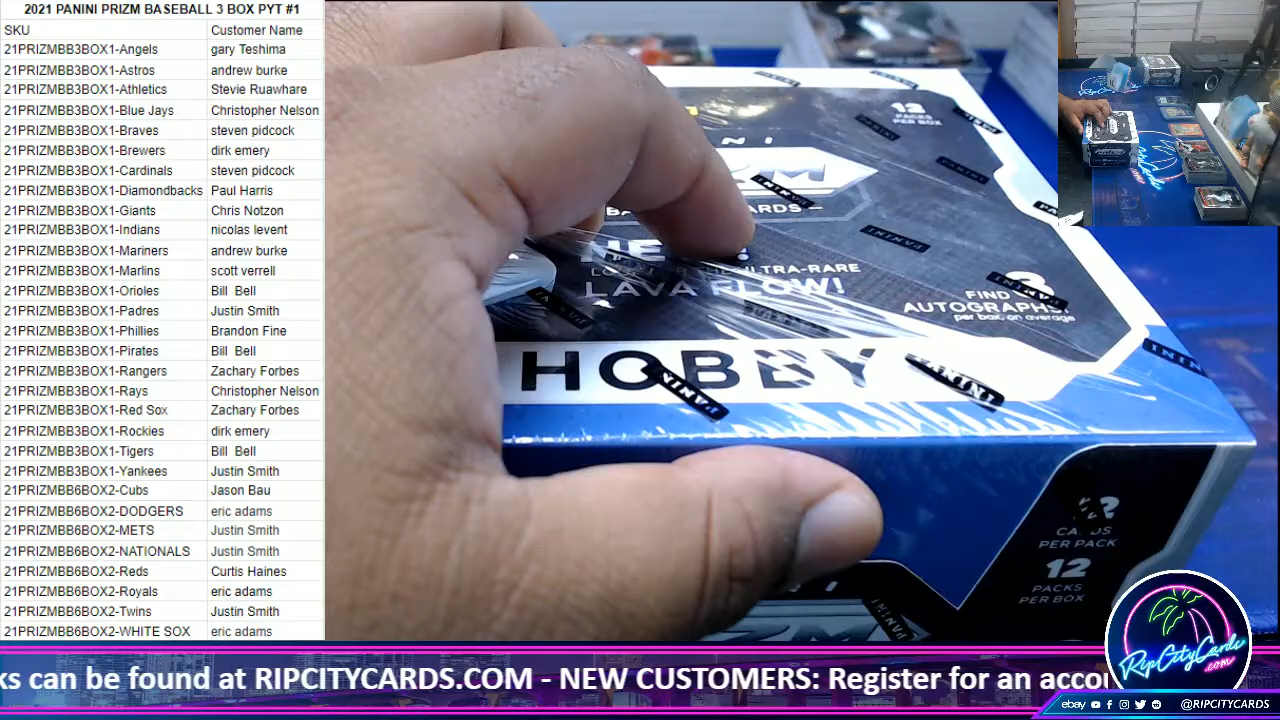 2021 PANINI PRIZM BASEBALL 3 BOX PYT #1
SKU Customer Name
21PRIZMBB3BOX1-Angels gary Teshima
21PRIZMBB3BOX1-Astros andrew burke
21PRIZMBB3BOX1-Athletics Stevie Ruawhare
21PRIZMBB3BOX1-Blue Jays Christopher Nelson
21PRIZMBB3BOX1-Braves steven pidcock
21PRIZMBB3BOX1-Brewers dirk emery
21PRIZMBB3BOX1-Cardinals steven pidcock
21PRIZMBB3BOX1-Diamondbacks Paul Harris
21PRIZMBB3BOX1-Giants Chris Notzon
21PRIZMBB3BOX1-Indians nicolas levent
21PRIZMBB3BOX1-Mariners andrew burke
21PRIZMBB3BOX1-Marlins scott verrell
21PRIZMBB3BOX1-Orioles Bill Bell
21PRIZMBB3BOX1-Padres Justin Smith
21PRIZMBB3BOX1-Phillies Brandon Fine
21PRIZMBB3BOX1-Pirates Bill Bell
21PRIZMBB3BOX1-Rangers Zachary Forbes
21PRIZMBB3BOX1-Rays Christopher Nelson
21PRIZMBB3BOX1-Red Sox Zachary Forbes
21PRIZMBB3BOX1-Rockies dirk emery
21PRIZMBB3BOX1-Tigers Bill Bell
21PRIZMBB3BOX1-Yankees Justin Smith
21PRIZMBB6BOX2-Cubs Jason Bau
21PRIZMBB6BOX2-DODGERS eric adams
21PRIZMBB6BOX2-METS Justin Smith
21PRIZMBB6BOX2-NATIONALS Justin Smith
21PRIZMBB6BOX2-Reds Curtis Haines
21PRIZMBB6BOX2-Royals eric adams
21PRIZMBB6BOX2-Twins Justin Smith
21PRIZMBB6BOX2-WHITE SOX eric adams
12
PACKS
PER BOX
ULTRA-RARE
LAVA FLOW!
FIND 3
AUTOGRAPHS!
per box, on average
HOBBY
PANINI
PANINI
PANINI
PANINI
CARDS
PER PACK
12
PACKS
PER BOX
RipCityCards
.com
ks can be found at RIPCITYCARDS.COM - NEW CUSTOMERS: Register for an accou
ebay @RIPCITYCARDS